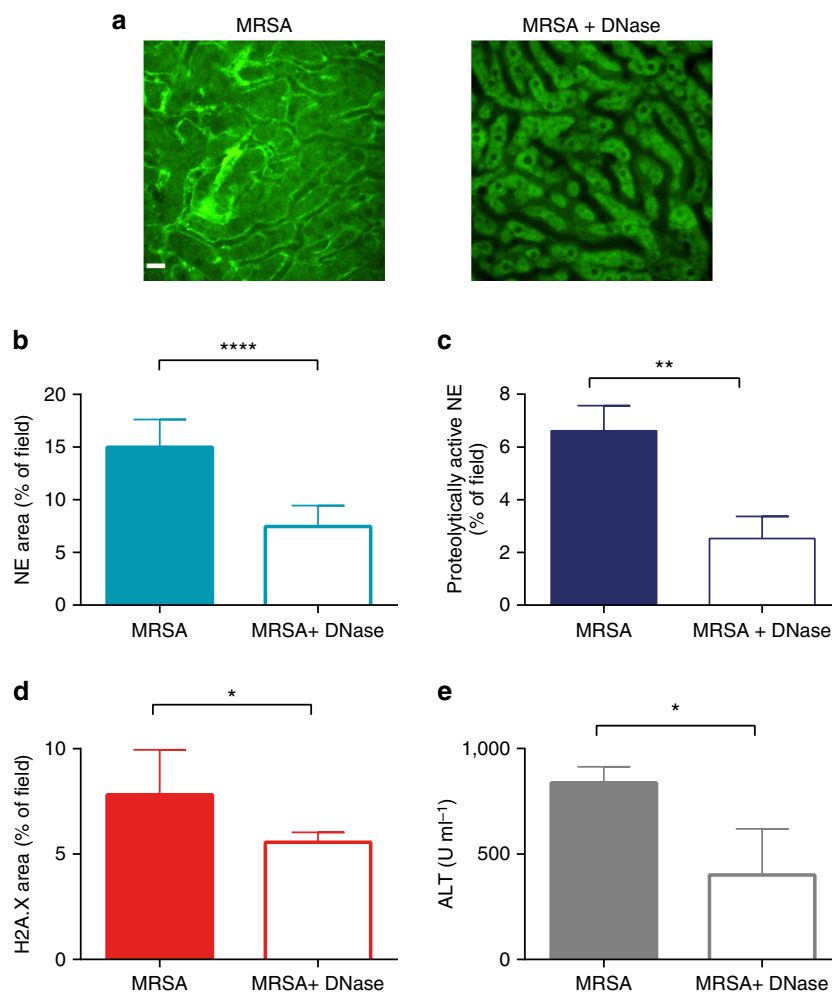 a
MRSA
MRSA + DNase
b
****
NE area (% of field)
20
15
10
5
0
MRSA
MRSA+ DNase
c
**
Proteolytically active NE
(% of field)
8
6
4
2
0
MRSA
MRSA + DNase
d
*
H2A.X area (% of field)
10
5
0
MRSA
MRSA+ DNase
e
*
ALT (U ml⁻¹)
1,000
500
0
MRSA
MRSA+ DNase